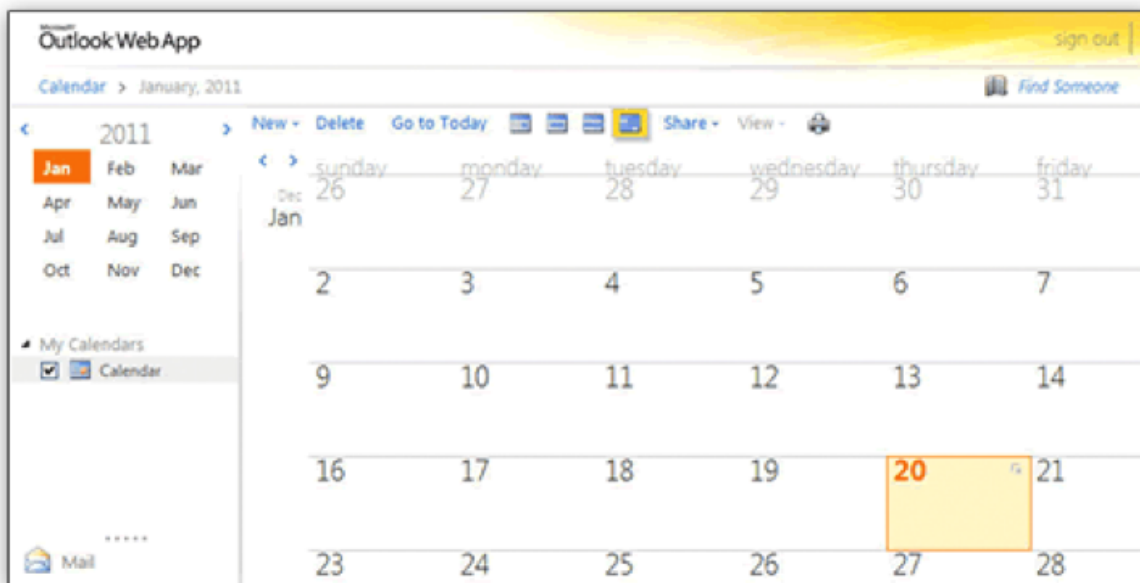 Microsoft
Outlook Web App
sign out
Calendar > January, 2011
Find Someone
2011
Jan Feb Mar
Apr May Jun
Jul Aug Sep
Oct Nov Dec
My Calendars
Calendar
Mail
New Delete Go to Today Share View
sunday monday tuesday wednesday thursday friday
Dec 26 27 28 29 30 31
Jan
2 3 4 5 6 7
9 10 11 12 13 14
16 17 18 19 20 21
23 24 25 26 27 28